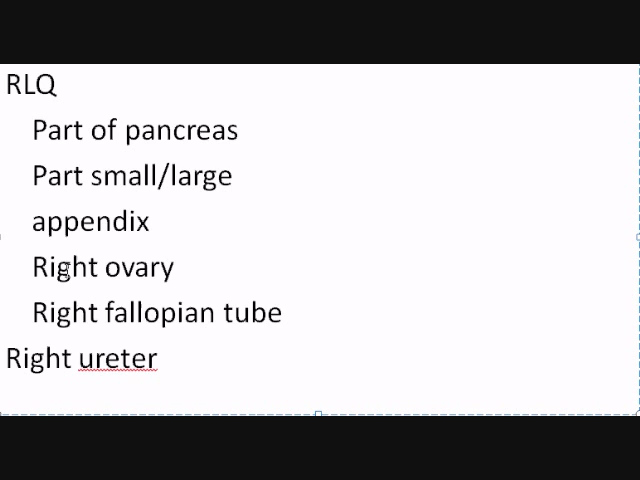 RLQ
Part of pancreas
Part small/large
appendix
Right ovary
Right fallopian tube
Right ureter